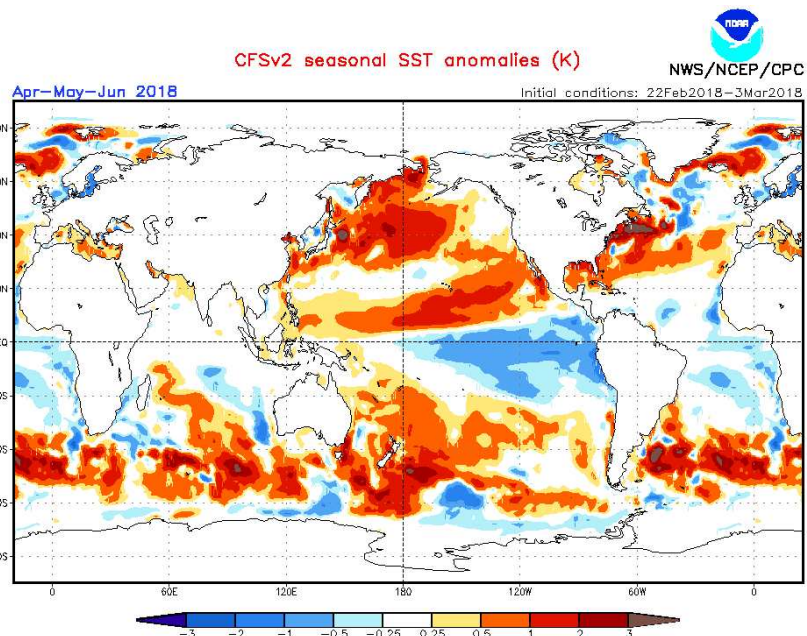 NOAA
CFSv2 seasonal SST anomalies (K)
NWS/NCEP/CPC
Apr-May-Jun 2018
Initial conditions: 22Feb2018-3Mar2018
0 60E 120E 180 120W 60W 0
-3 -2 -1 -0.5 -0.25 0.25 0.5 1 2 3